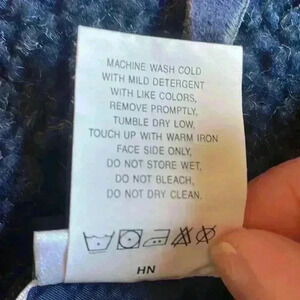 MACHINE WASH COLD
WITH MILD DETERGENT
WITH LIKE COLORS,
REMOVE PROMPTLY,
TUMBLE DRY LOW,
TOUCH UP WITH WARM IRON
FACE SIDE ONLY,
DO NOT STORE WET,
DO NOT BLEACH,
DO NOT DRY CLEAN.
HN